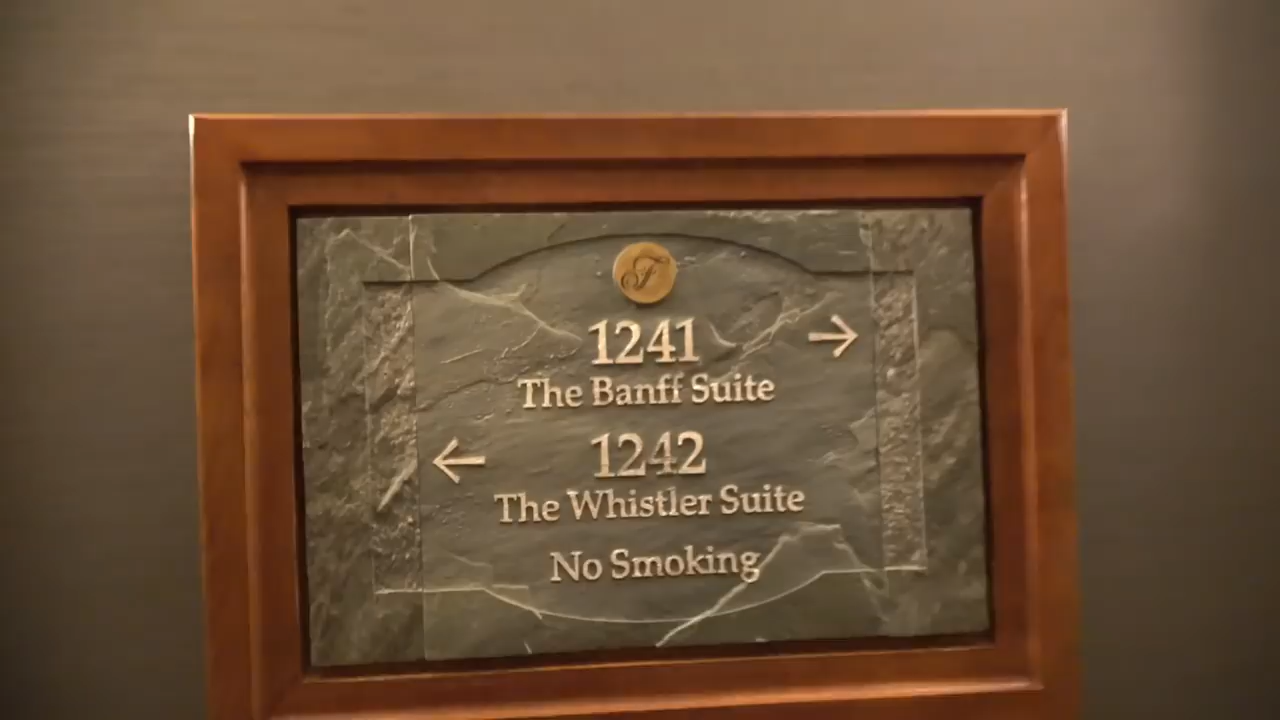 F
1241 →
The Banff Suite
← 1242
The Whistler Suite
No Smoking